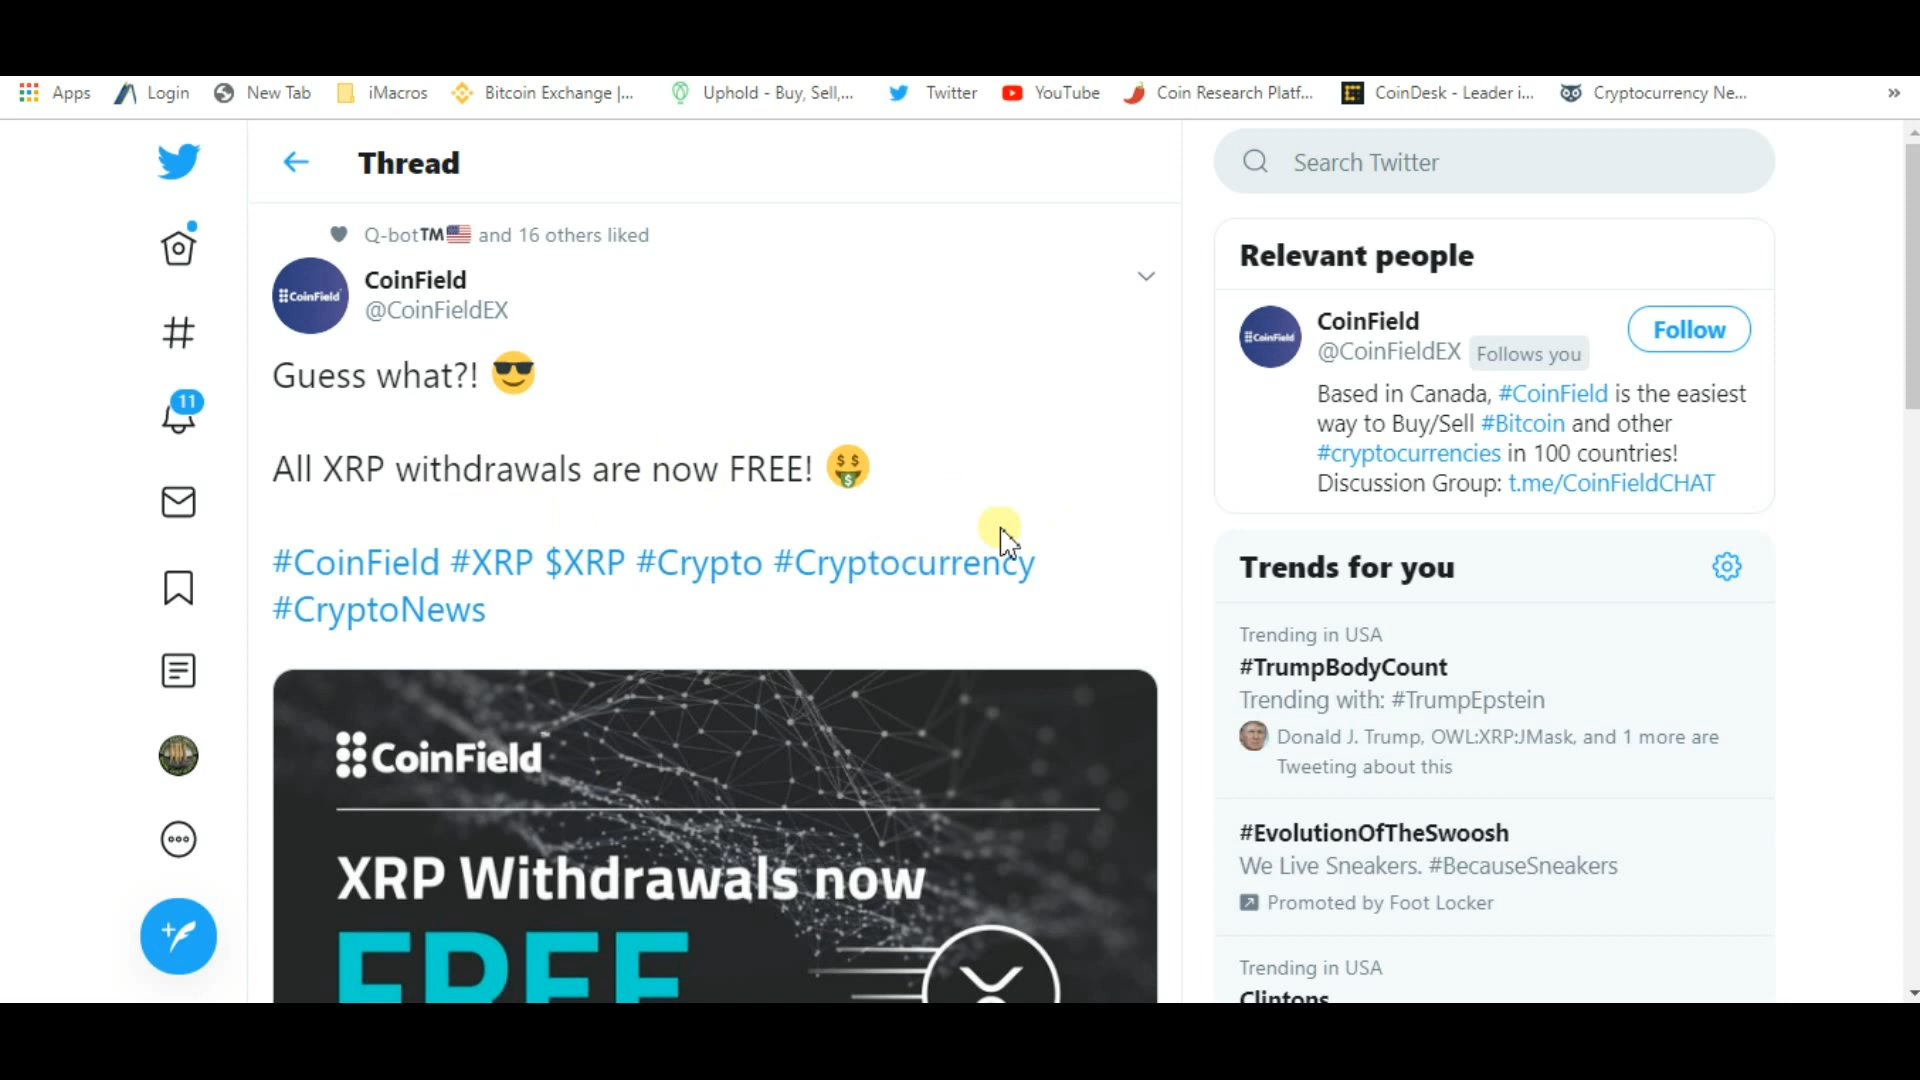 Apps Login New Tab iMacros Bitcoin Exchange |... Uphold - Buy, Sell,... Twitter YouTube Coin Research Platf... CoinDesk - Leader i... Cryptocurrency Ne... »
Thread
Q-bot™ and 16 others liked
CoinField
@CoinFieldEX
Guess what?! 😎
All XRP withdrawals are now FREE! 🤑
#CoinField #XRP $XRP #Crypto #Cryptocurrency
#CryptoNews
CoinField™
XRP Withdrawals now
FREE
11
CoinField
CoinField
Search Twitter
Relevant people
CoinField
@CoinFieldEX Follows you
Follow
Based in Canada, #CoinField is the easiest
way to Buy/Sell #Bitcoin and other
#cryptocurrencies in 100 countries!
Discussion Group: t.me/CoinFieldCHAT
Trends for you
Trending in USA
#TrumpBodyCount
Trending with: #TrumpEpstein
Donald J. Trump, OWL:XRP:JMask, and 1 more are
Tweeting about this
#EvolutionOfTheSwoosh
We Live Sneakers. #BecauseSneakers
Promoted by Foot Locker
Trending in USA
Clintons